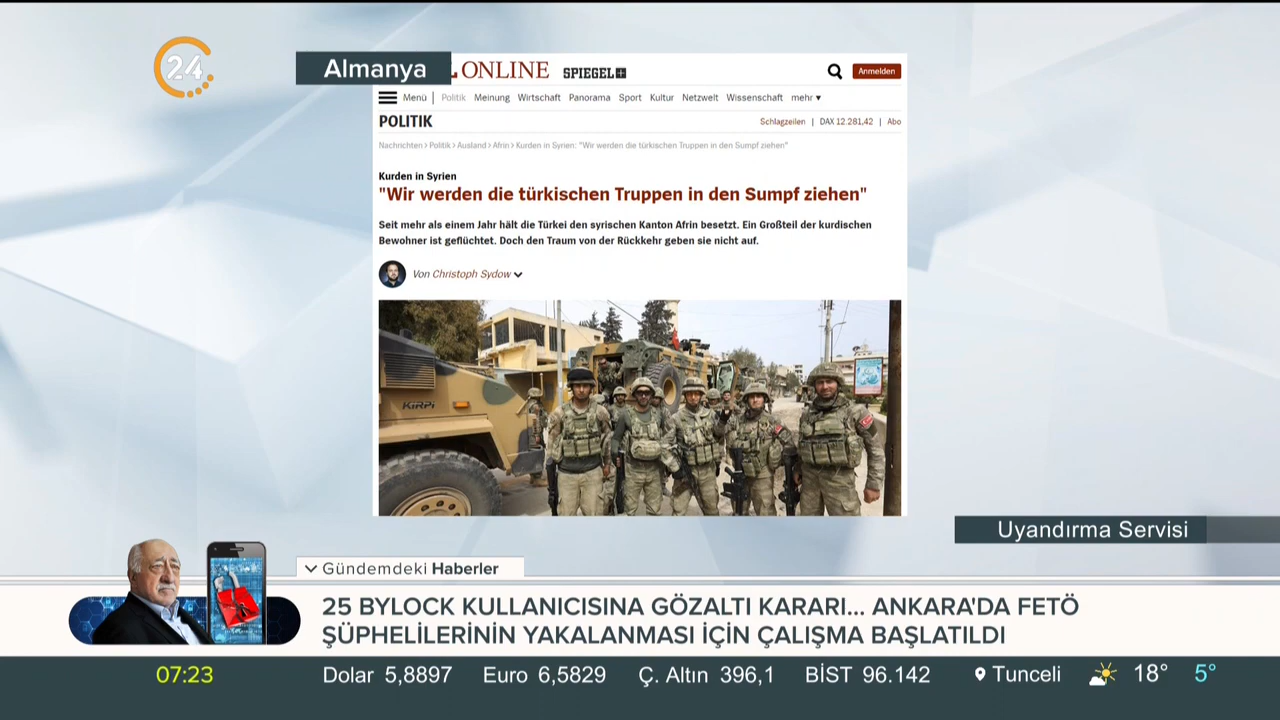 24
Almanya
ONLINE SPIEGEL
Anmelden
Menü Politik Meinung Wirtschaft Panorama Sport Kultur Netzwelt Wissenschaft mehr
POLITIK
Schlagzeilen | DAX 12.281,42 | Abo
Nachrichten > Politik > Ausland > Afrin > Kurden in Syrien: "Wir werden die türkischen Truppen in den Sumpf ziehen"
Kurden in Syrien
"Wir werden die türkischen Truppen in den Sumpf ziehen"
Seit mehr als einem Jahr hält die Türkei den syrischen Kanton Afrin besetzt. Ein Großteil der kurdischen
Bewohner ist geflüchtet. Doch den Traum von der Rückkehr geben sie nicht auf.
Von Christoph Sydow
KIRPI
Uyandırma Servisi
Gündemdeki Haberler
25 BYLOCK KULLANICISINA GÖZALTI KARARI... ANKARA'DA FETÖ
ŞÜPHELİLERİNİN YAKALANMASI İÇİN ÇALIŞMA BAŞLATILDI
07:23 Dolar 5,8897 Euro 6,5829 Ç. Altın 396,1 BİST 96.142 Tunceli 18° 5°